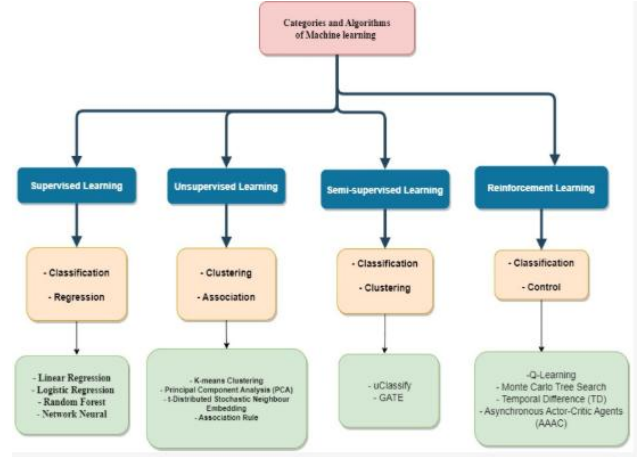 Categories and Algorithms
of Machine learning
Supervised Learning
Unsupervised Learning
Semi-supervised Learning
Reinforcement Learning
- Classification
- Regression
- Clustering
- Association
- Classification
- Clustering
- Classification
- Control
- Linear Regression
- Logistic Regression
- Random Forest
- Network Neural
- K-means Clustering
- Principal Component Analysis (PCA)
- t-Distributed Stochastic Neighbour
Embedding
- Association Rule
- uClassify
- GATE
-Q-Learning
- Monte Carlo Tree Search
- Temporal Difference (TD)
- Asynchronous Actor-Critic Agents
(AAAC)